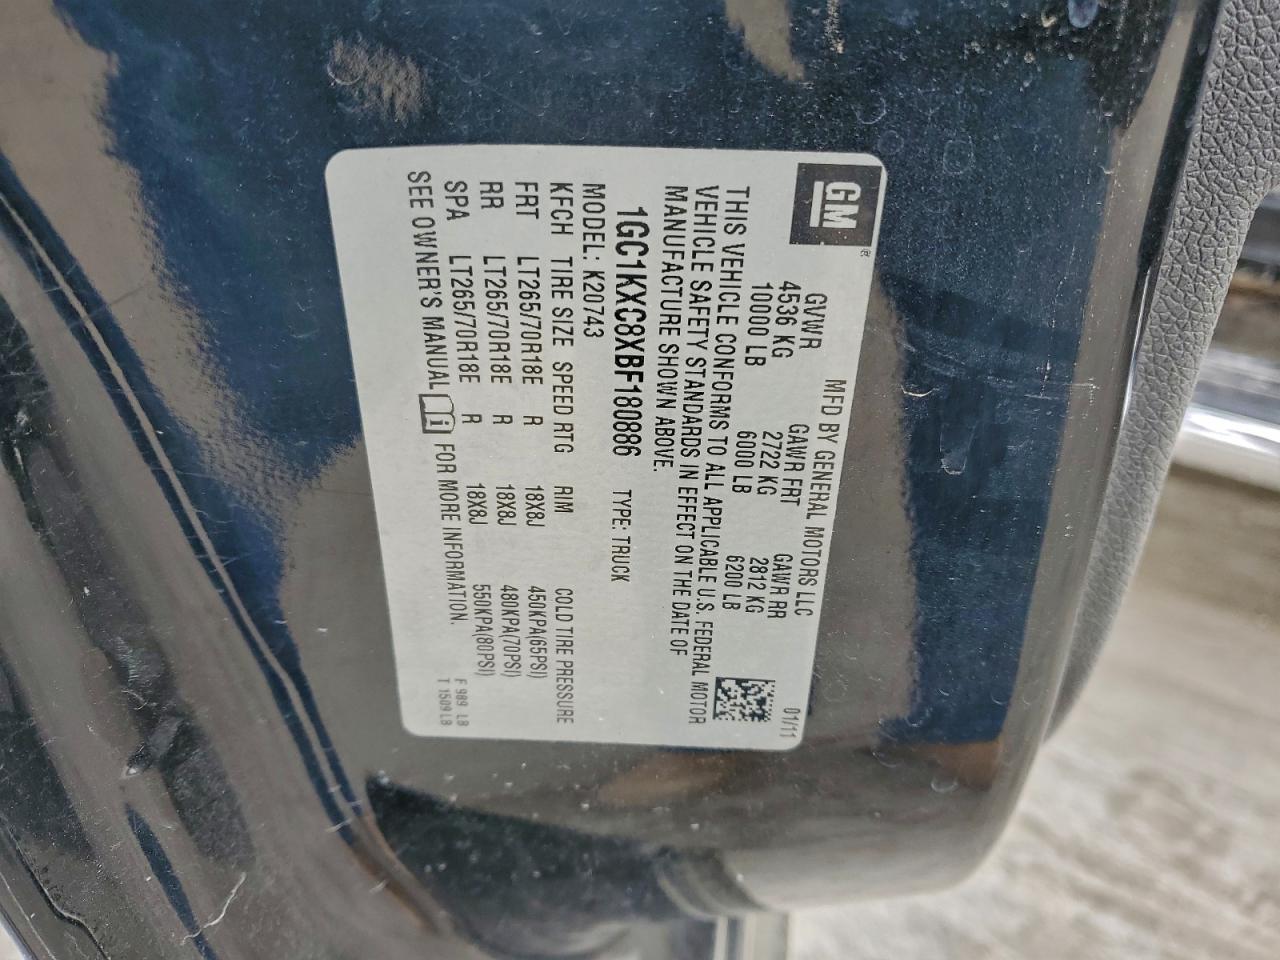 GM ®
MFD BY GENERAL MOTORS LLC 01/11
GVWR GAWR FRT GAWR RR
4536 KG 2722 KG 2812 KG
10000 LB 6000 LB 6200 LB
THIS VEHICLE CONFORMS TO ALL APPLICABLE U.S. FEDERAL MOTOR
VEHICLE SAFETY STANDARDS IN EFFECT ON THE DATE OF
MANUFACTURE SHOWN ABOVE.
1GC1KXC8XBF180886 TYPE: TRUCK
MODEL: K20743
KFCH TIRE SIZE SPEED RTG RIM COLD TIRE PRESSURE
FRT LT265/70R18E R 18X8J 450KPA(65PSI)
RR LT265/70R18E R 18X8J 480KPA(70PSI)
SPA LT265/70R18E R 18X8J 550KPA(80PSI)
SEE OWNER'S MANUAL i FOR MORE INFORMATION.
F 989 LB
T 1509 LB